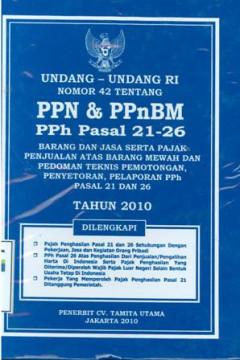 UNDANG – UNDANG RI
NOMOR 42 TENTANG
PPN & PPnBM
PPh Pasal 21-26
BARANG DAN JASA SERTA PAJAK
PENJUALAN ATAS BARANG MEWAH DAN
PEDOMAN TEKNIS PEMOTONGAN,
PENYETORAN, PELAPORAN PPh
PASAL 21 DAN 26
TAHUN 2010
DILENGKAPI
Pajak Penghasilan Pasal 21 dan 26 Sehubungan Dengan
Pekerjaan, Jasa dan Kegiatan Orang Pribadi
PPh Pasal 26 Atas Penghasilan Dari Penjualan/Pengalihan
Harta Di Indonesia Serta Pajak Penghasilan Yang
Diterima/Diperoleh Wajib Pajak Luar Negeri Selain Bentuk
Usaha Tetap Di Indonesia
Pekerja Yang Memperoleh Pajak Penghasilan Pasal 21
Ditanggung Pemerintah.
PENERBIT CV. TAMITA UTAMA
JAKARTA 2010